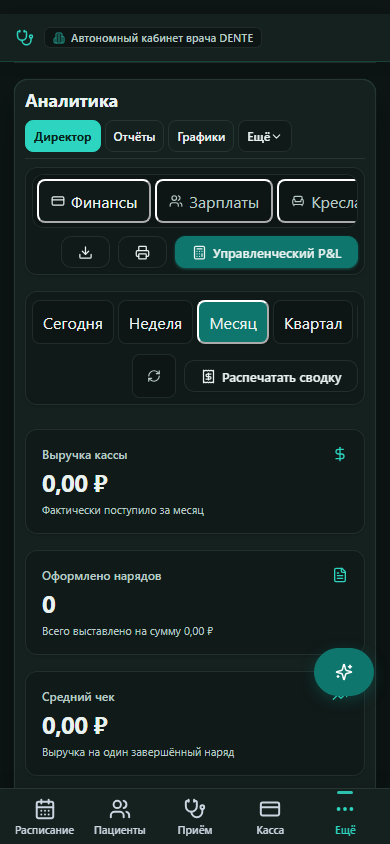 Автономный кабинет врача DENTE
Аналитика
Директор Отчёты Графики Ещё
Финансы Зарплаты Кресла
Управленческий P&L
Сегодня Неделя Месяц Квартал
Распечатать сводку
Выручка кассы
0,00 ₽
Фактически поступило за месяц
Оформлено нарядов
0
Всего выставлено на сумму 0,00 ₽
Средний чек
0,00 ₽
Выручка на один завершённый наряд
Расписание Пациенты Приём Касса Ещё